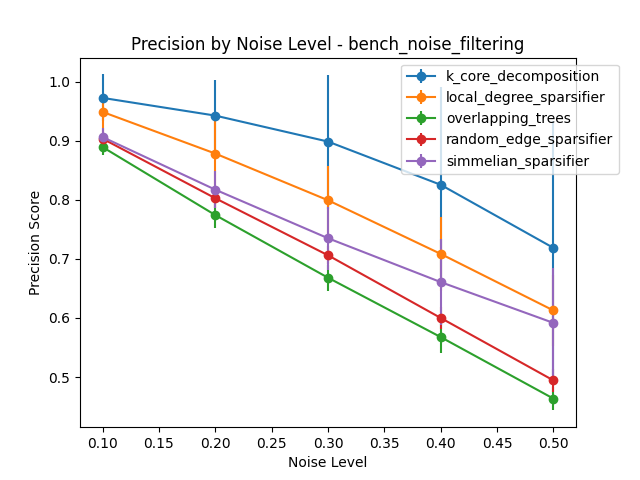 Precision by Noise Level - bench_noise_filtering
k_core_decomposition
local_degree_sparsifier
overlapping_trees
random_edge_sparsifier
simmelian_sparsifier
Precision Score
1.0
0.9
0.8
0.7
0.6
0.5
0.10
0.15
0.20
0.25
0.30
0.35
0.40
0.45
0.50
Noise Level